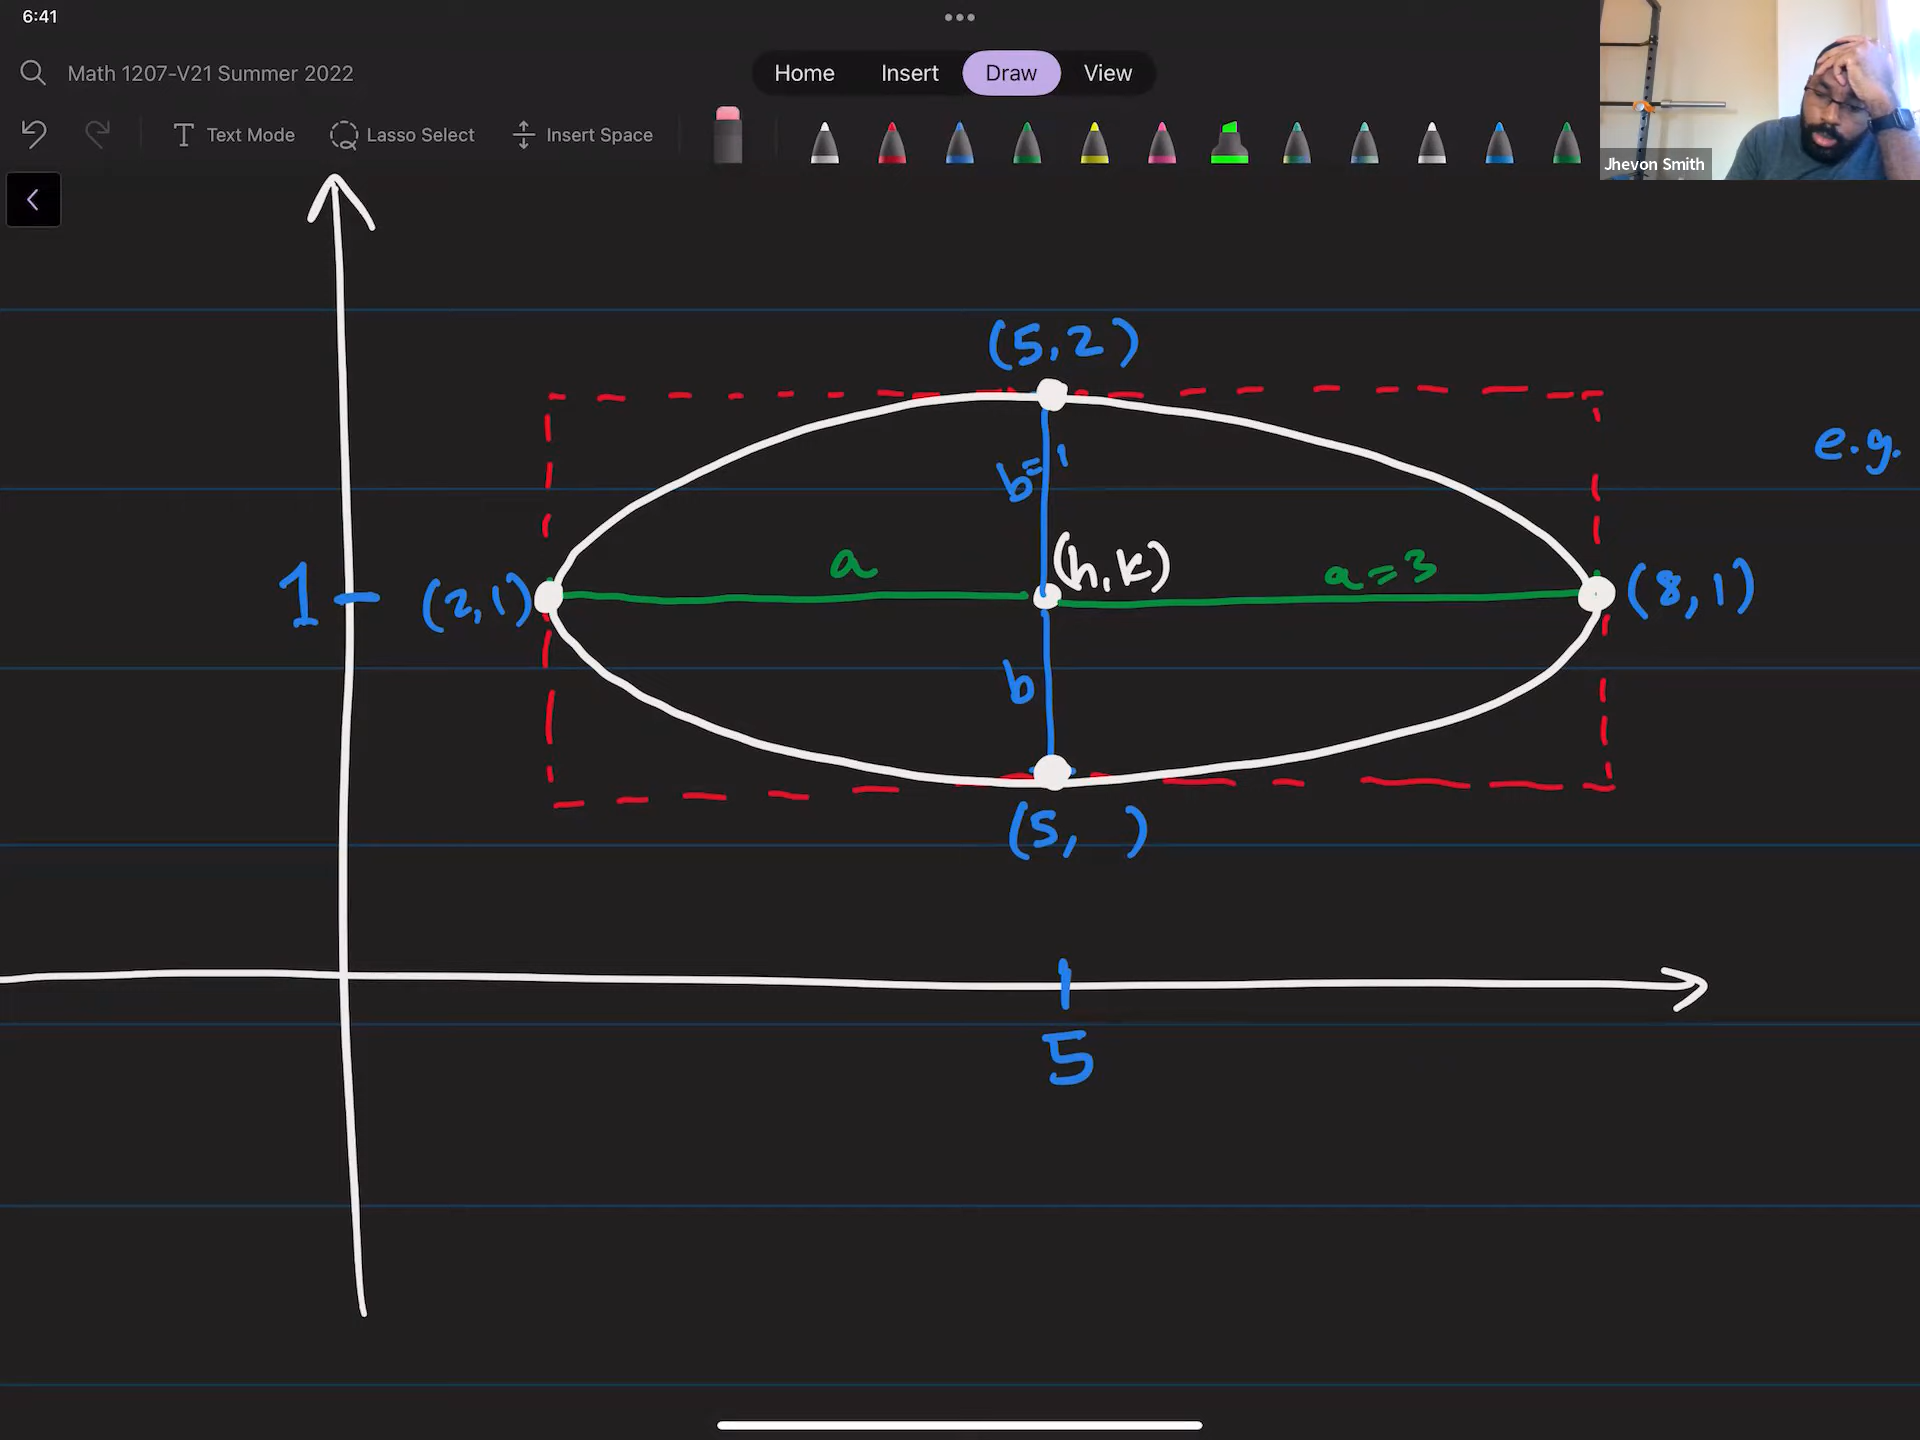 6:41
Math 1207-V21 Summer 2022
Home Insert Draw View
Text Mode Lasso Select Insert Space
Jhevon Smith
(5,2)
e.g.
b=1
(h,k)
a
a=3
1
(2,1)
(8,1)
b
(5, )
5